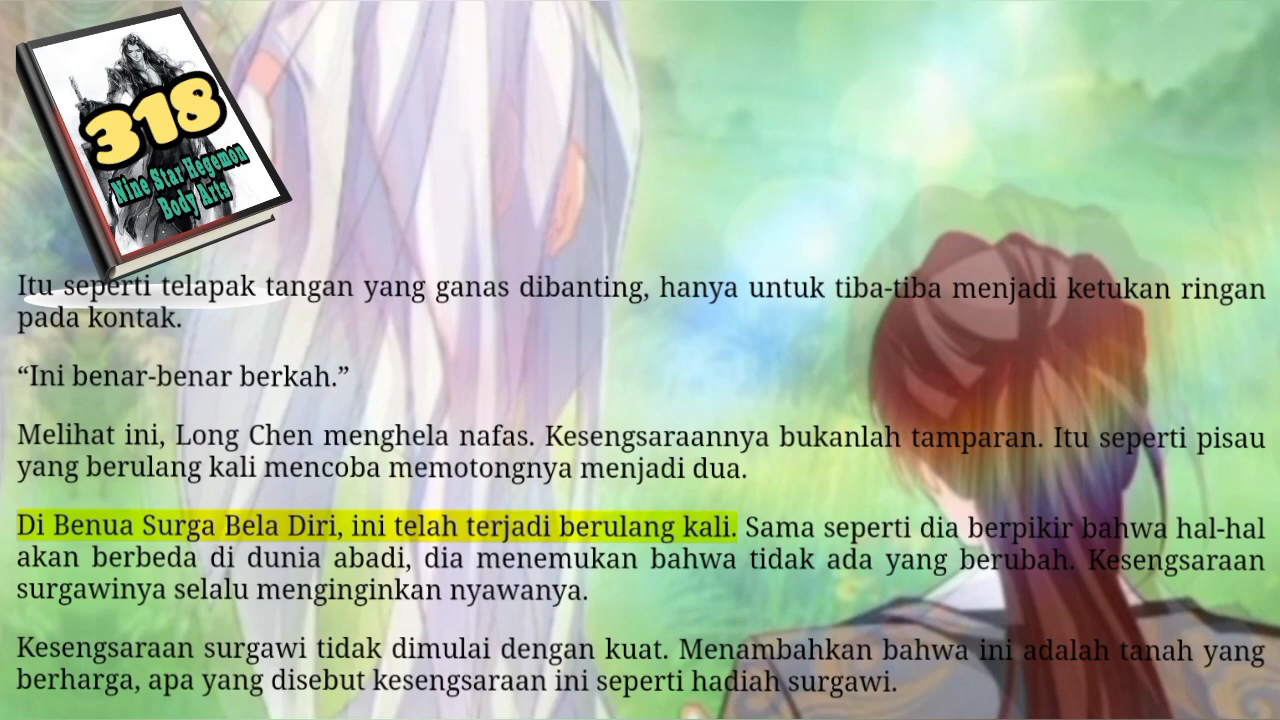 318
Nine Star Hegemon
Body Arts
Itu seperti telapak tangan yang ganas dibanting, hanya untuk tiba-tiba menjadi ketukan ringan
pada kontak.
“Ini benar-benar berkah.”
Melihat ini, Long Chen menghela nafas. Kesengsaraannya bukanlah tamparan. Itu seperti pisau
yang berulang kali mencoba memotongnya menjadi dua.
Di Benua Surga Bela Diri, ini telah terjadi berulang kali. Sama seperti dia berpikir bahwa hal-hal
akan berbeda di dunia abadi, dia menemukan bahwa tidak ada yang berubah. Kesengsaraan
surgawinya selalu menginginkan nyawanya.
Kesengsaraan surgawi tidak dimulai dengan kuat. Menambahkan bahwa ini adalah tanah yang
berharga, apa yang disebut kesengsaraan ini seperti hadiah surgawi.